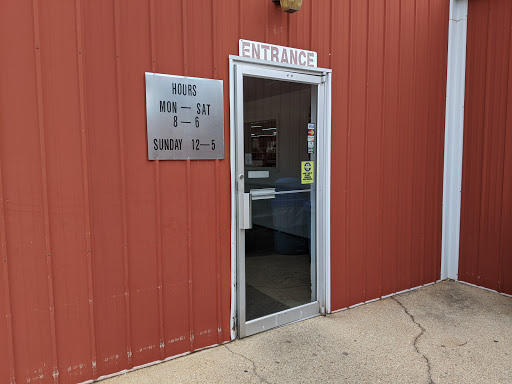 ENTRANCE
HOURS
MON — SAT
8 — 6
SUNDAY 12 — 5